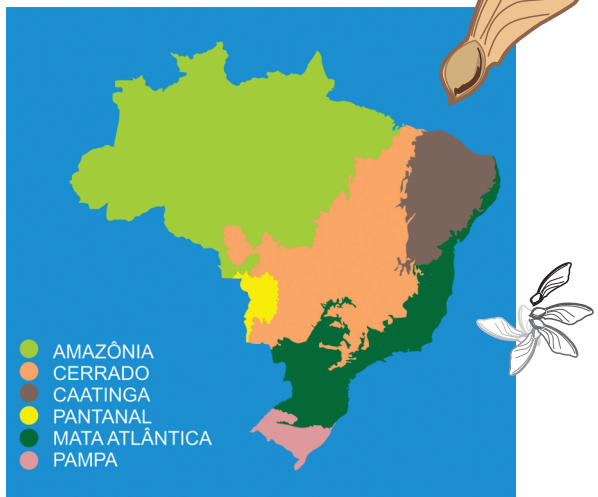 AMAZÔNIA
CERRADO
CAATINGA
PANTANAL
MATA ATLÂNTICA
PAMPA